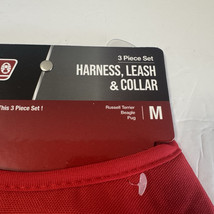 3 Piece Set
HARNESS, LEASH
& COLLAR
This 3 Piece Set !
Russell Terrier
Beagle
Pug
M